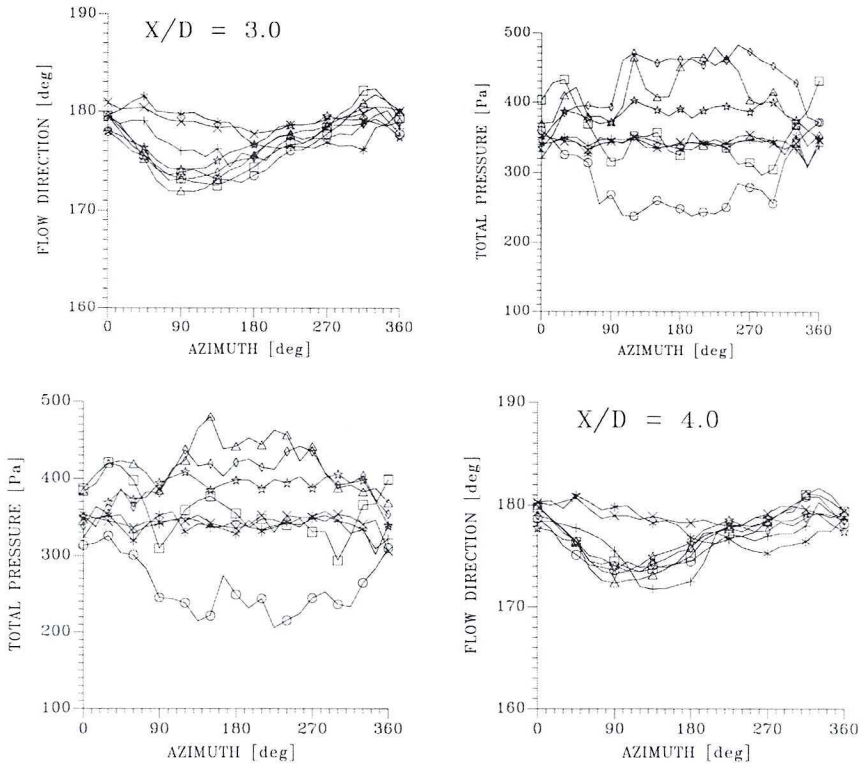 190
X/D = 3.0
180
170
160
FLOW DIRECTION [deg]
0 90 180 270 360
AZIMUTH [deg]
500
400
300
200
100
TOTAL PRESSURE [Pa]
0 90 180 270 360
AZIMUTH [deg]
500
400
300
200
100
TOTAL PRESSURE [Pa]
0 90 180 270 360
AZIMUTH [deg]
190
X/D = 4.0
180
170
160
FLOW DIRECTION [deg]
0 90 180 270 360
AZIMUTH [deg]